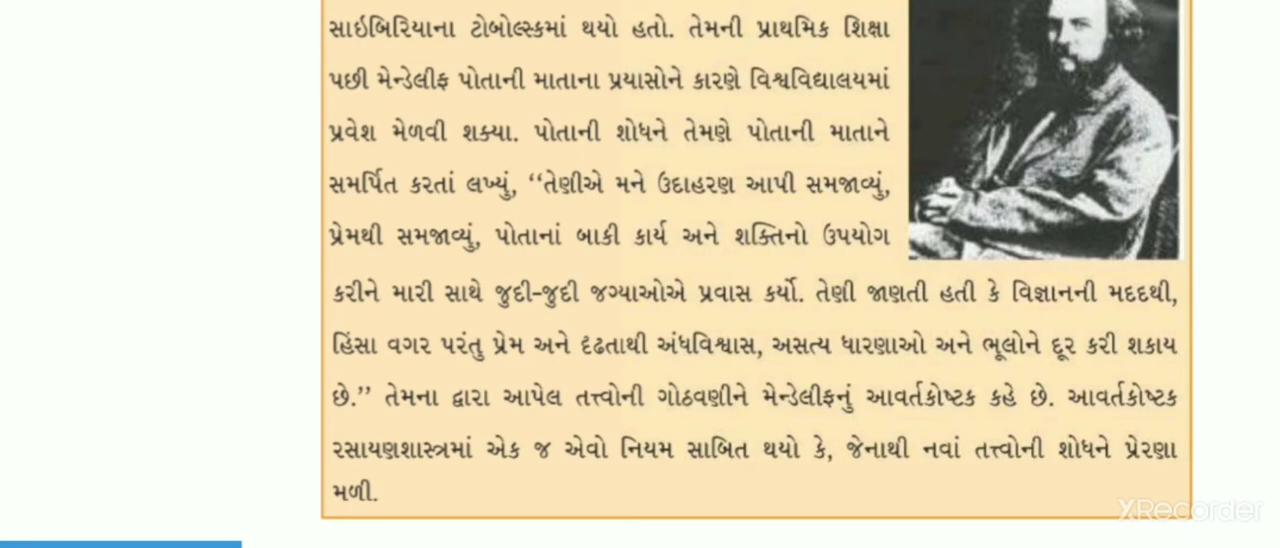 સાઇબિરિયાના ટોબોલ્સ્કમાં થયો હતો. તેમની પ્રાથમિક શિક્ષા
પછી મેન્ડેલીફ પોતાની માતાના પ્રયાસોને કારણે વિશ્વવિદ્યાલયમાં
પ્રવેશ મેળવી શક્યા. પોતાની શોધને તેમણે પોતાની માતાને
સમર્પિત કરતાં લખ્યું, ‘‘તેણીએ મને ઉદાહરણ આપી સમજાવ્યું,
પ્રેમથી સમજાવ્યું, પોતાનાં બાકી કાર્ય અને શક્તિનો ઉપયોગ
કરીને મારી સાથે જુદી-જુદી જગ્યાઓએ પ્રવાસ કર્યો. તેણી જાણતી હતી કે વિજ્ઞાનની મદદથી,
હિંસા વગર પરંતુ પ્રેમ અને દૃઢતાથી અંધવિશ્વાસ, અસત્ય ધારણાઓ અને ભૂલોને દૂર કરી શકાય
છે.’’ તેમના દ્વારા આપેલ તત્ત્વોની ગોઠવણીને મેન્ડેલીફનું આવર્તકોષ્ટક કહે છે. આવર્તકોષ્ટક
રસાયણશાસ્ત્રમાં એક જ એવો નિયમ સાબિત થયો કે, જેનાથી નવાં તત્ત્વોની શોધને પ્રેરણા
મળી.
XRecorder